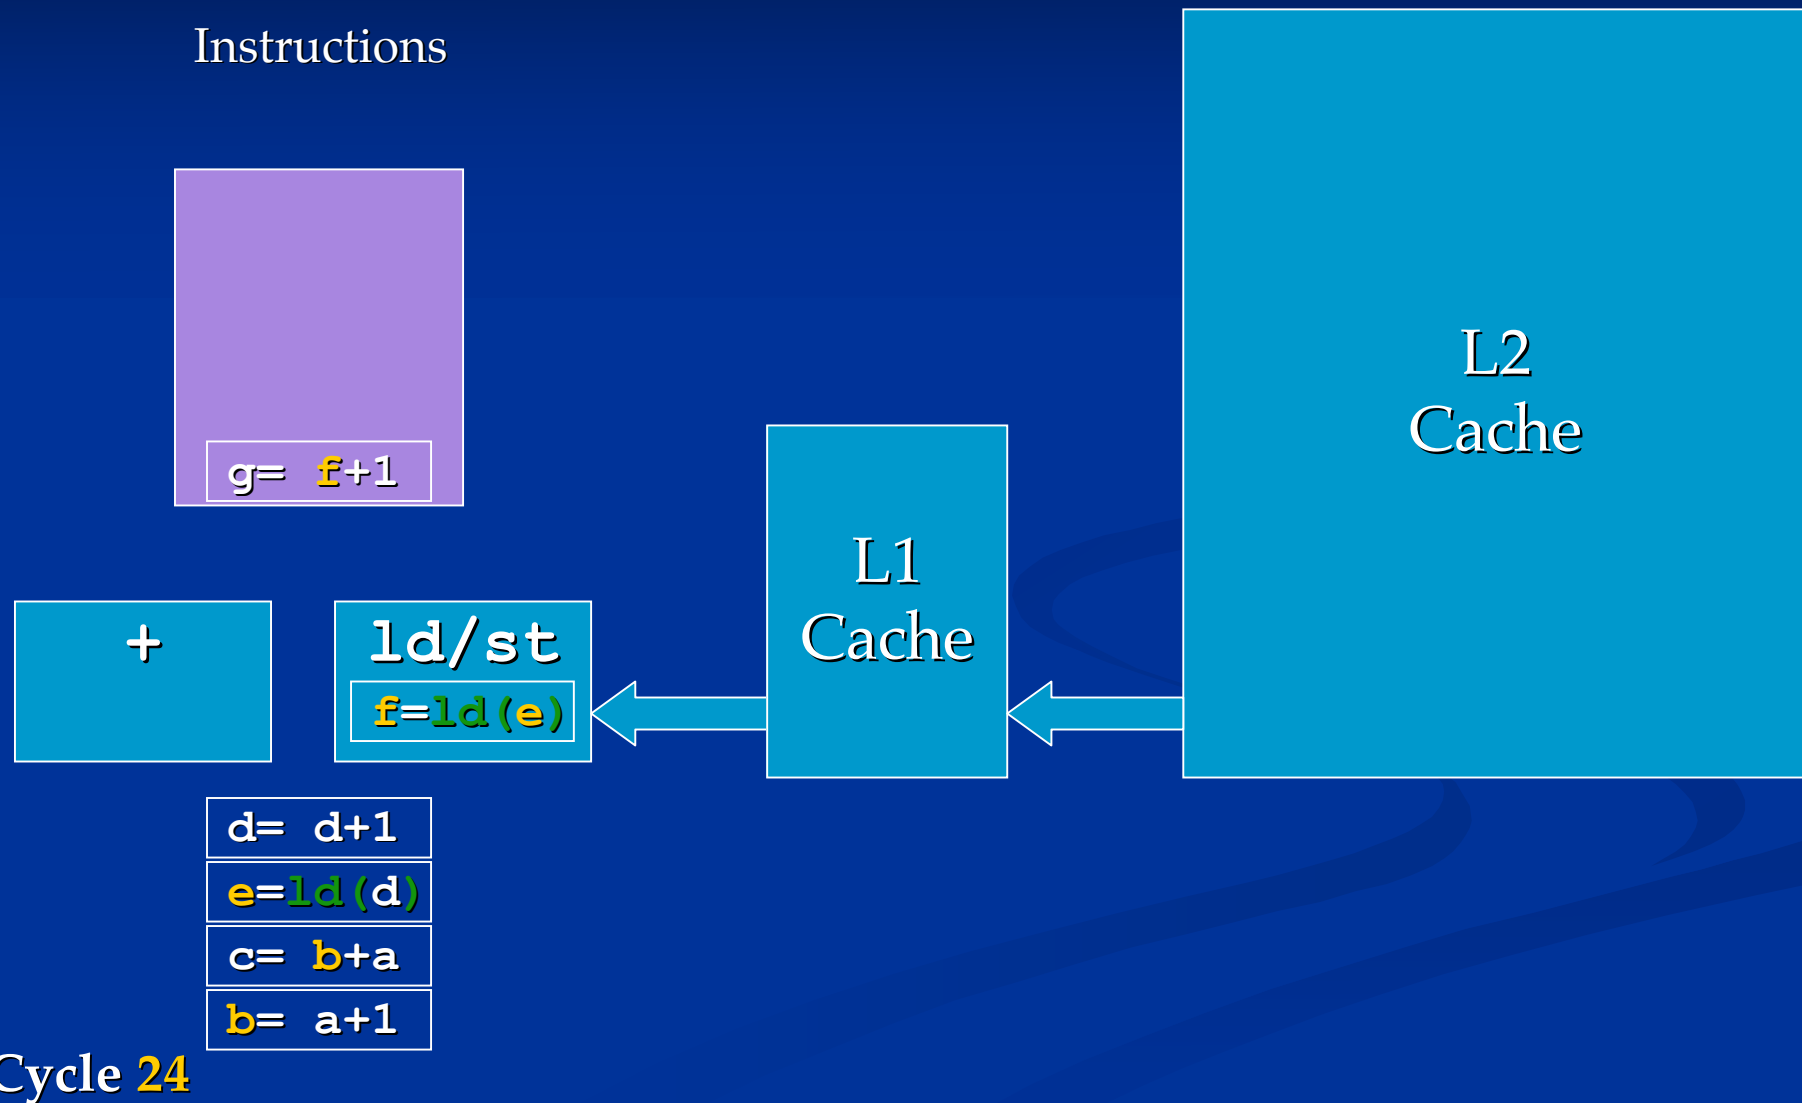 Instructions
g= f+1
+
ld/st
f=ld(e)
L1
Cache
L2
Cache
d= d+1
e=ld(d)
c= b+a
b= a+1
Cycle 24